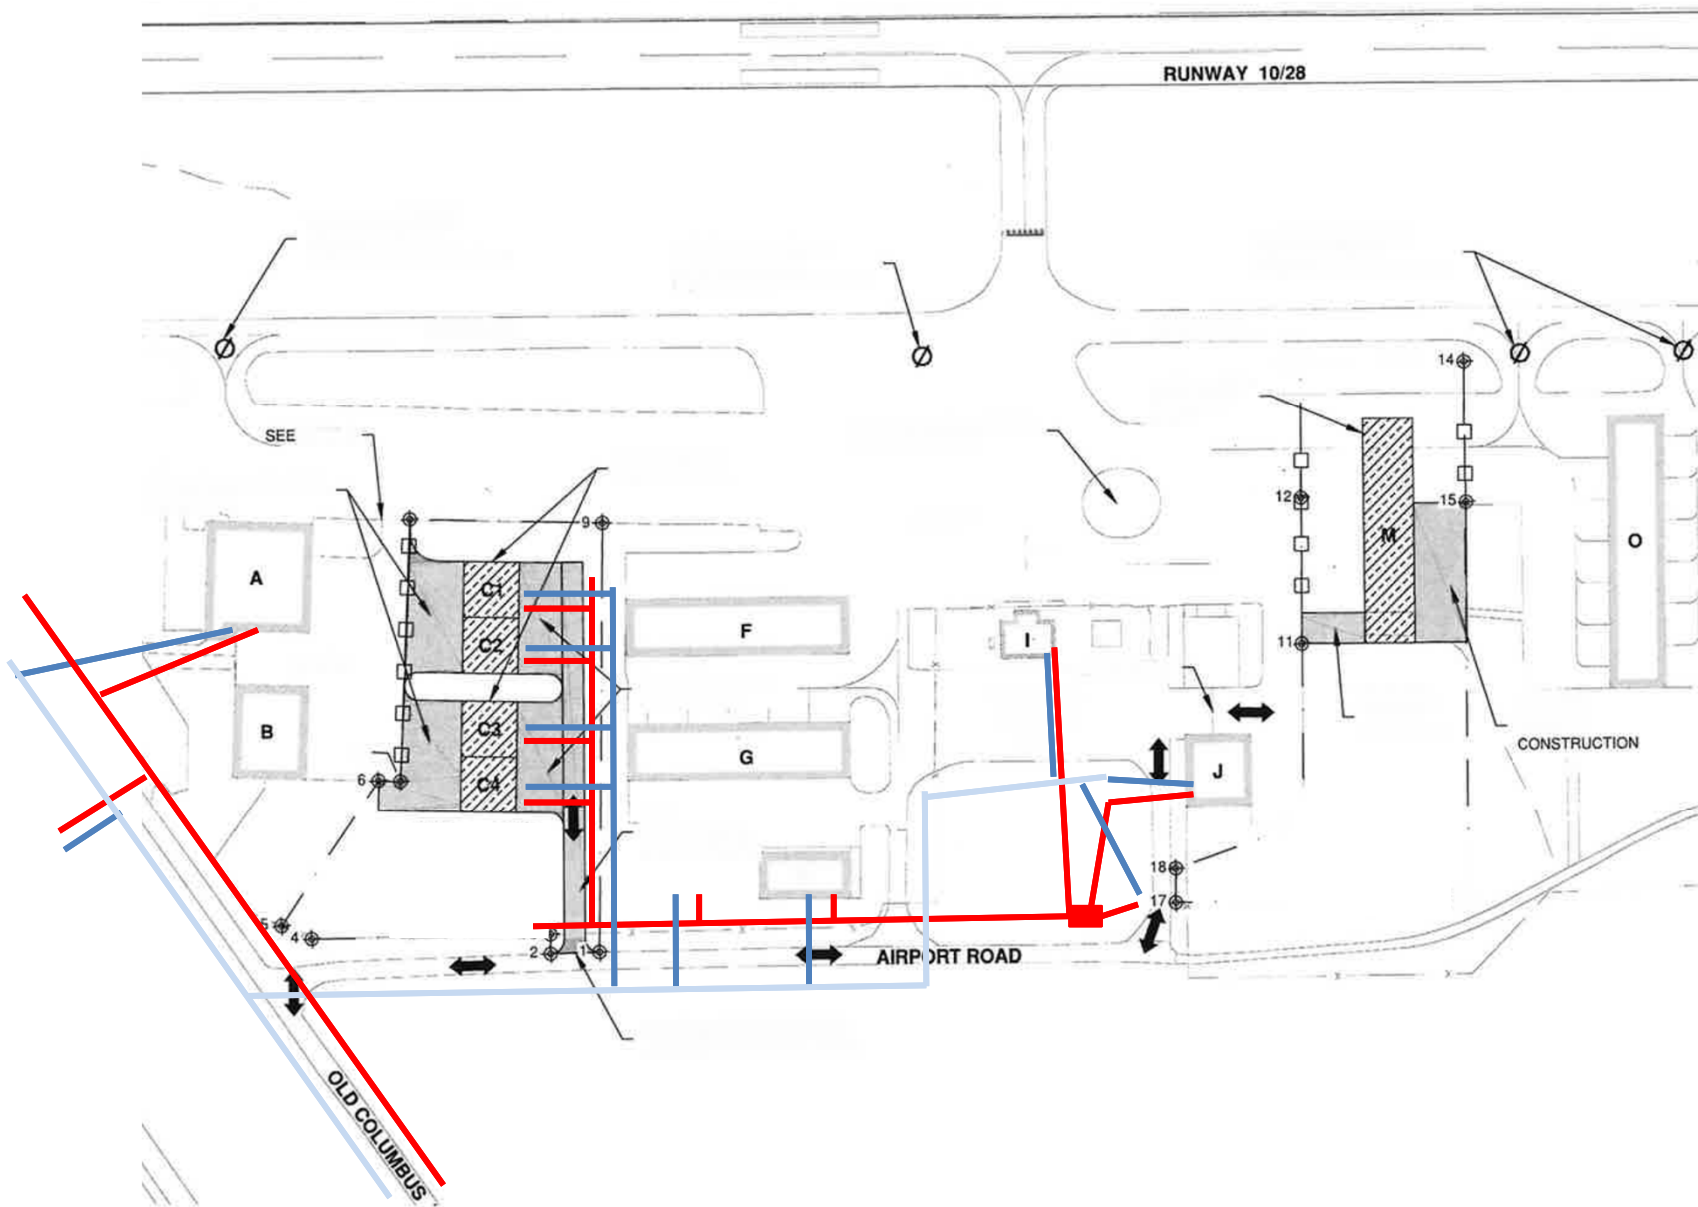 RUNWAY 10/28
14
SEE
12
15
9
M
O
A
C1
C2
F
I
11
B
C3
G
J
CONSTRUCTION
6
C4
18
17
5
4
2
1
AIRPORT ROAD
OLD COLUMBUS